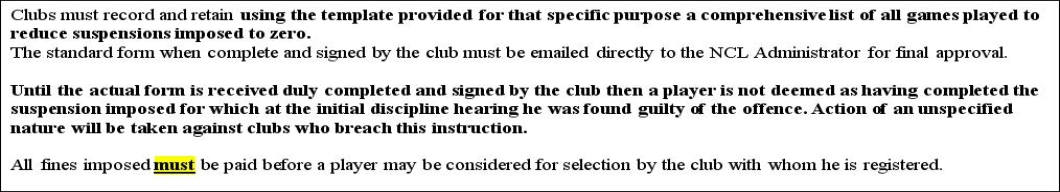 Clubs must record and retain using the template provided for that specific purpose a comprehensive list of all games played to
reduce suspensions imposed to zero.
The standard form when complete and signed by the club must be emailed directly to the NCL Administrator for final approval.
Until the actual form is received duly completed and signed by the club then a player is not deemed as having completed the
suspension imposed for which at the initial discipline hearing he was found guilty of the offence. Action of an unspecified
nature will be taken against clubs who breach this instruction.
All fines imposed must be paid before a player may be considered for selection by the club with whom he is registered.